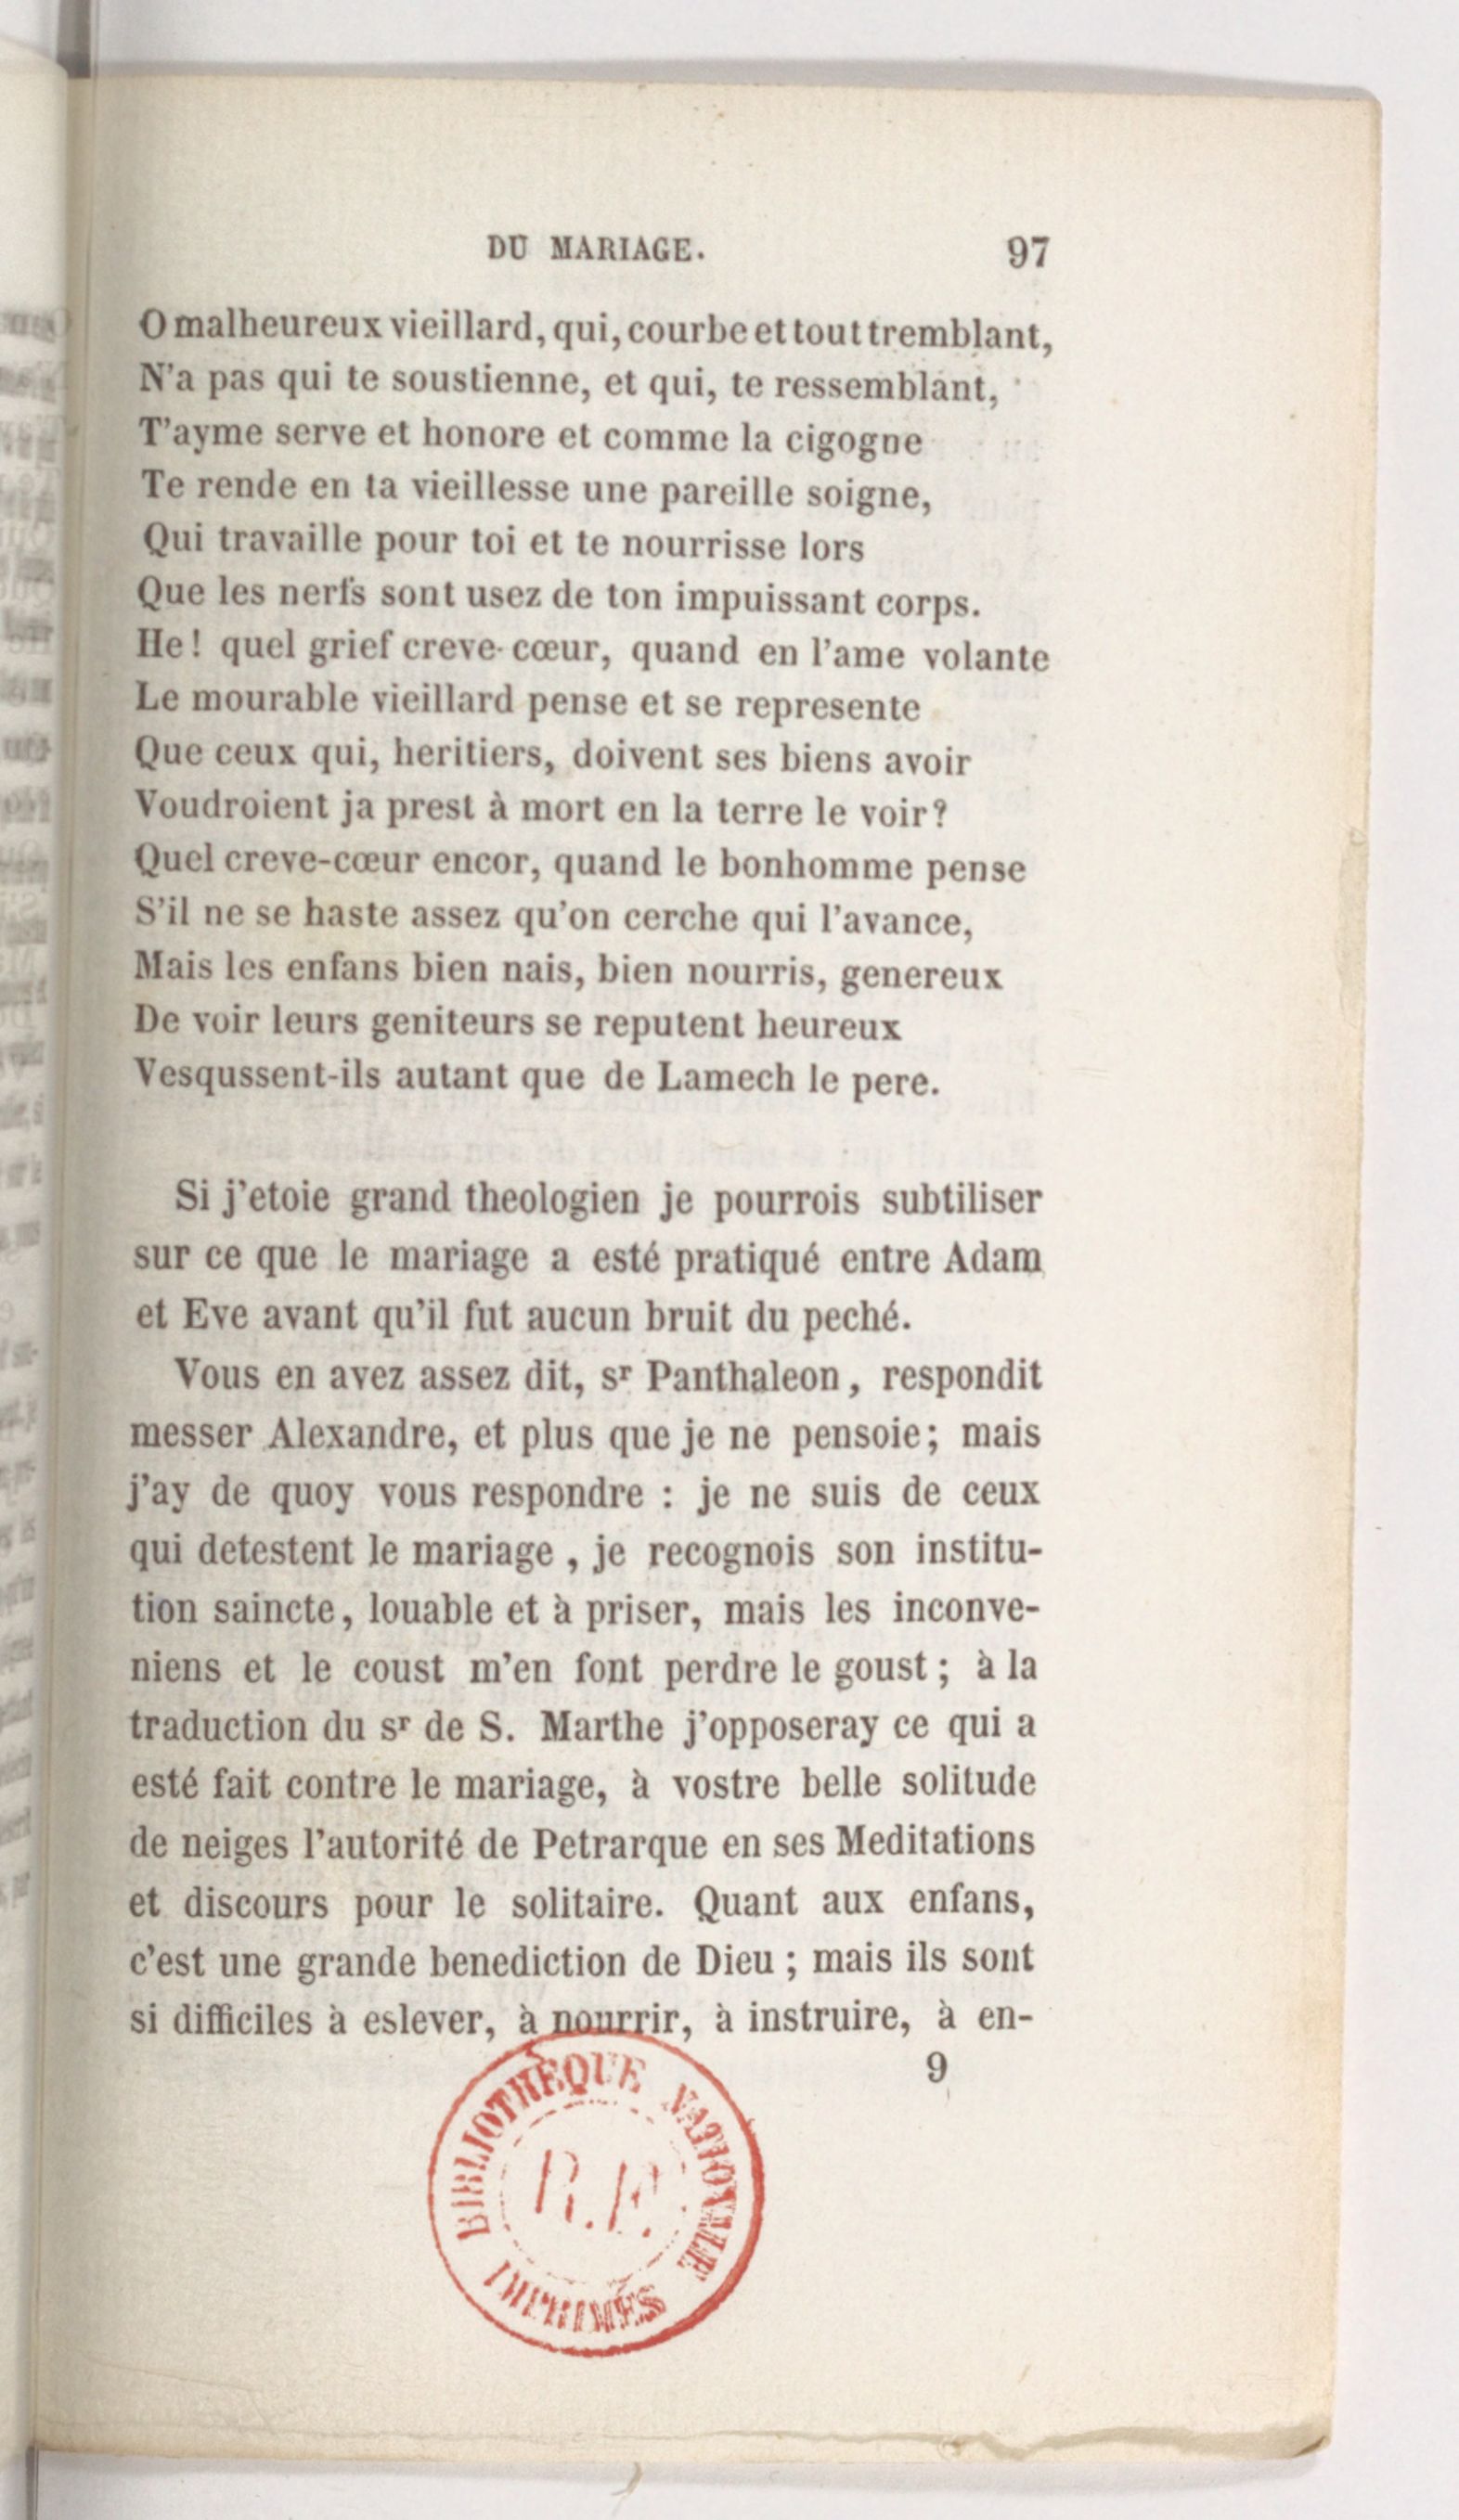 DU MARIAGE. 97
O malheureux vieillard, qui, courbe et tout tremblant,
N'a pas qui te soustienne, et qui, te ressemblant,
T'ayme serve et honore et comme la cigogne
Te rende en ta vieillesse une pareille soigne,
Qui travaille pour toi et te nourrisse lors
Que les nerfs sont usez de ton impuissant corps.
He! quel grief creve-cœur, quand en l'ame volante
Le mourable vieillard pense et se represente
Que ceux qui, heritiers, doivent ses biens avoir
Voudroient ja prest à mort en la terre le voir?
Quel creve-cœur encor, quand le bonhomme pense
S'il ne se haste assez qu'on cerche qui l'avance,
Mais les enfans bien nais, bien nourris, genereux
De voir leurs geniteurs se reputent heureux
Vesqussent-ils autant que de Lamech le pere.
Si j'etoie grand theologien je pourrois subtiliser
sur ce que le mariage a esté pratiqué entre Adam
et Eve avant qu'il fut aucun bruit du peché.
Vous en avez assez dit, sr Panthaleon, respondit
messer Alexandre, et plus que je ne pensoie; mais
j'ay de quoy vous respondre : je ne suis de ceux
qui detestent le mariage, je recognois son institu-
tion saincte, louable et à priser, mais les inconve-
niens et le coust m'en font perdre le goust; à la
traduction du sr de S. Marthe j'opposeray ce qui a
esté fait contre le mariage, à vostre belle solitude
de neiges l'autorité de Petrarque en ses Meditations
et discours pour le solitaire. Quant aux enfans,
c'est une grande benediction de Dieu; mais ils sont
si difficiles à eslever, à nourrir, à instruire, à en-
9
BIBLIOTHÈQUE NATIONALE
R.F.
IMPRIMÉS